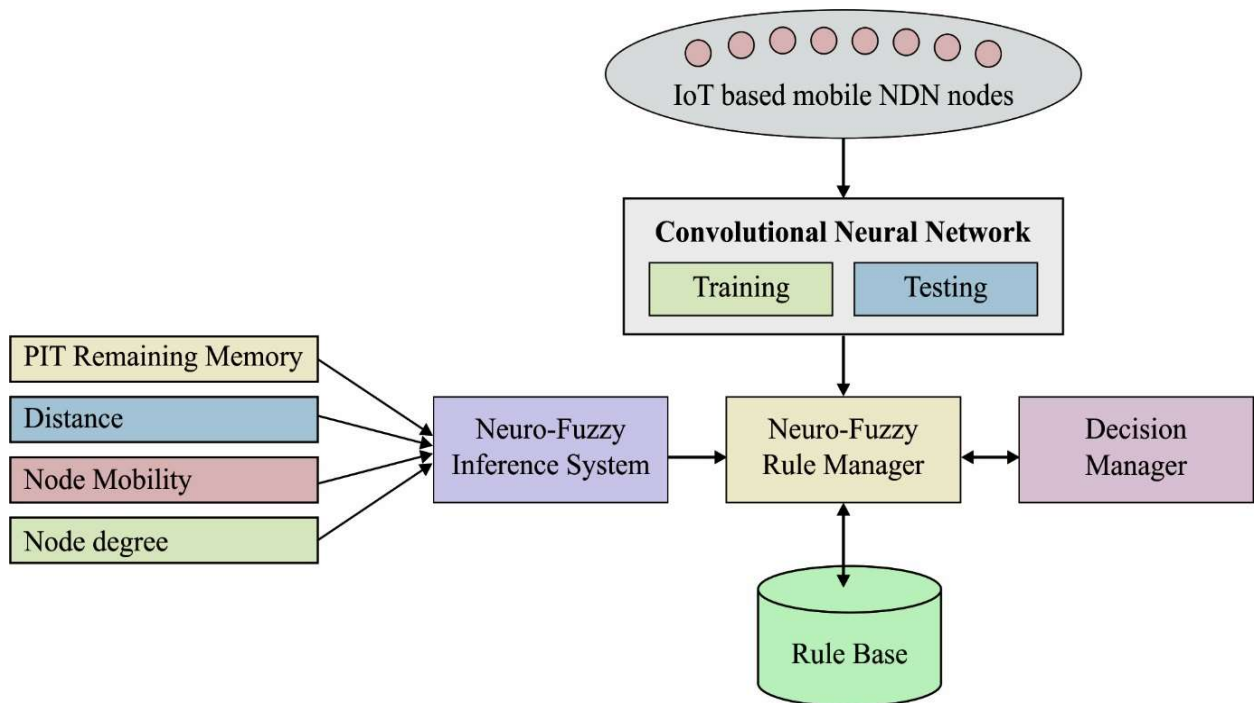 IoT based mobile NDN nodes
Convolutional Neural Network
Training
Testing
PIT Remaining Memory
Distance
Node Mobility
Node degree
Neuro-Fuzzy
Inference System
Neuro-Fuzzy
Rule Manager
Decision
Manager
Rule Base